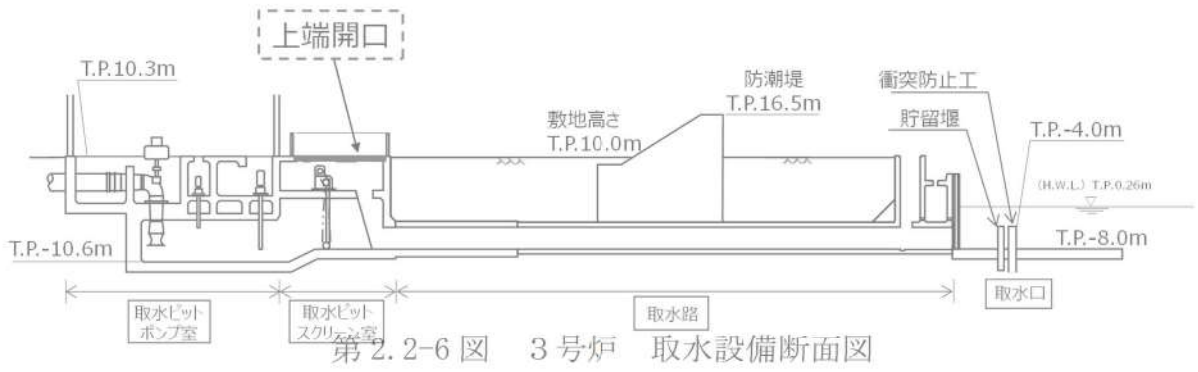 上端開口
T.P.10.3m
防潮堤
T.P.16.5m
衝突防止工
貯留堰
敷地高さ
T.P.10.0m
T.P.-4.0m
(H.W.L.) T.P.0.26m
T.P.-10.6m
T.P.-8.0m
取水ピット
ポンプ室
取水ピット
スクリーン室
取水路
取水口
第2.2-6図 3号炉 取水設備断面図